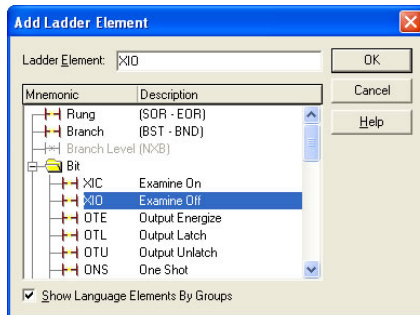 Add Ladder Element
Ladder Element: XIO
OK
Cancel
Help
Mnemonic Description
Rung (SOR - EOR)
Branch (BST - BND)
Branch Level (NXB)
Bit
XIC Examine On
XIO Examine Off
OTE Output Energize
OTL Output Latch
OTU Output Unlatch
ONS One Shot
Show Language Elements By Groups